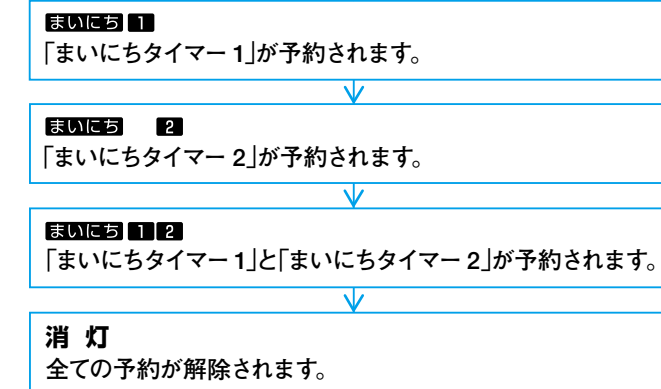 まいにち 1
「まいにちタイマー 1」が予約されます。
まいにち 2
「まいにちタイマー 2」が予約されます。
まいにち 1 2
「まいにちタイマー 1」と「まいにちタイマー 2」が予約されます。
消 灯
全ての予約が解除されます。